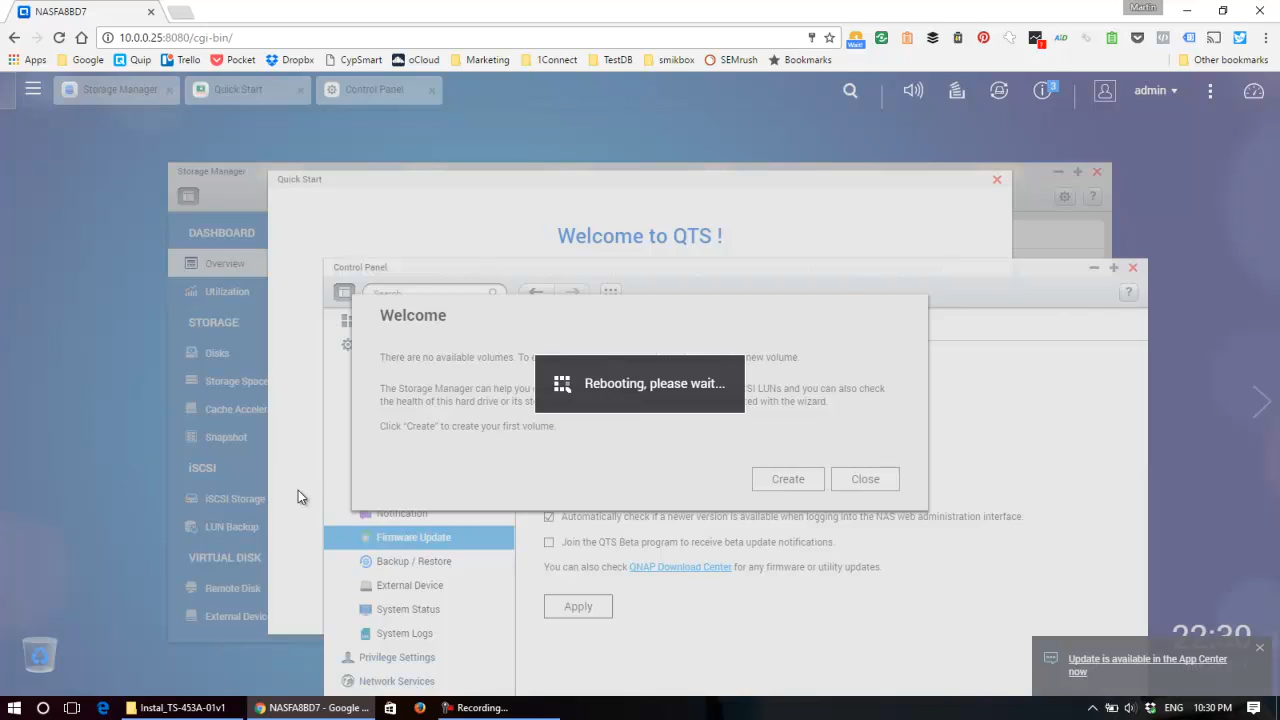 NASFA8BD7
Martin
10.0.0.25:8080/cgi-bin/
Wait!
Apps
Google
Quip
Trello
Pocket
Dropbx
CypSmart
oCloud
Marketing
1Connect
TestDB
smikbox
SEMrush
Bookmarks
Other bookmarks
Storage Manager
Quick Start
Control Panel
3
admin
Storage Manager
Quick Start
Welcome to QTS !
DASHBOARD
Overview
Utilization
STORAGE
Disks
Storage Space
Cache Acceler
Snapshot
iSCSI
iSCSI Storage
LUN Backup
VIRTUAL DISK
Remote Disk
External Devic
Control Panel
Search
Welcome
There are no available volumes. To
new volume.
The Storage Manager can help you
SI LUNs and you can also check
the health of this hard drive or its
ted with the wizard.
Click "Create" to create your first volume.
Rebooting, please wait...
Create
Close
Notification
Firmware Update
Backup / Restore
External Device
System Status
System Logs
Privilege Settings
Network Services
Automatically check if a newer version is available when logging into the NAS web administration interface.
Join the QTS Beta program to receive beta update notifications.
You can also check QNAP Download Center for any firmware or utility updates.
Apply
22:30
Update is available in the App Center
now
Instal_TS-453A-01v1
NASFA8BD7 - Google ...
Recording...
ENG
10:30 PM